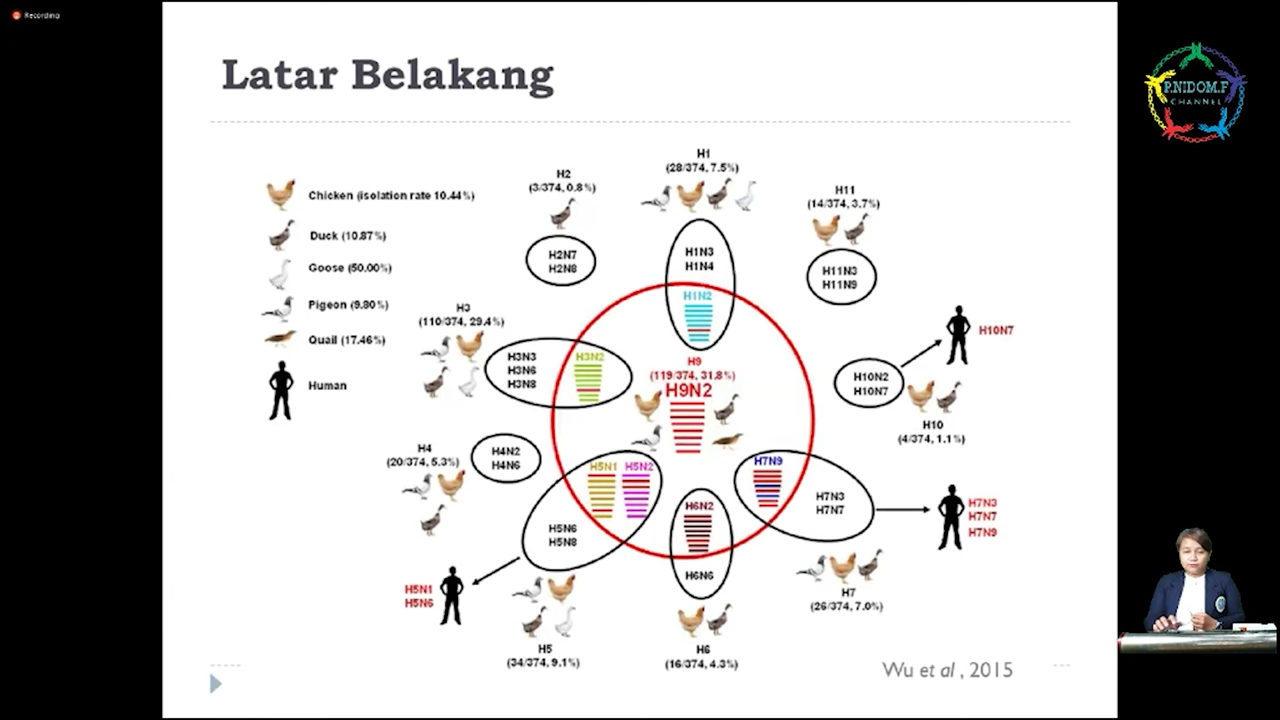 Recording
Latar Belakang
P.NIDOM.F
CHANNEL
Chicken (isolation rate 10.44%)
Duck (10.87%)
Goose (50.00%)
Pigeon (9.80%)
Quail (17.46%)
Human
H2
(3/374, 0.8%)
H2N7
H2N8
H1
(28/374, 7.5%)
H1N3
H1N4
H1N2
H11
(14/374, 3.7%)
H11N3
H11N9
H3
(110/374, 29.4%)
H3N3
H3N6
H3N8
H3N2
H9
(119/374, 31.8%)
H9N2
H10N7
H10N2
H10N7
H10
(4/374, 1.1%)
H4
(20/374, 5.3%)
H4N2
H4N6
H5N1
H5N2
H5N6
H5N8
H5N1
H5N6
H5
(34/374, 9.1%)
H6N2
H6N6
H6
(16/374, 4.3%)
H7N9
H7N3
H7N7
H7N3
H7N7
H7N9
H7
(26/374, 7.0%)
Wu et al , 2015